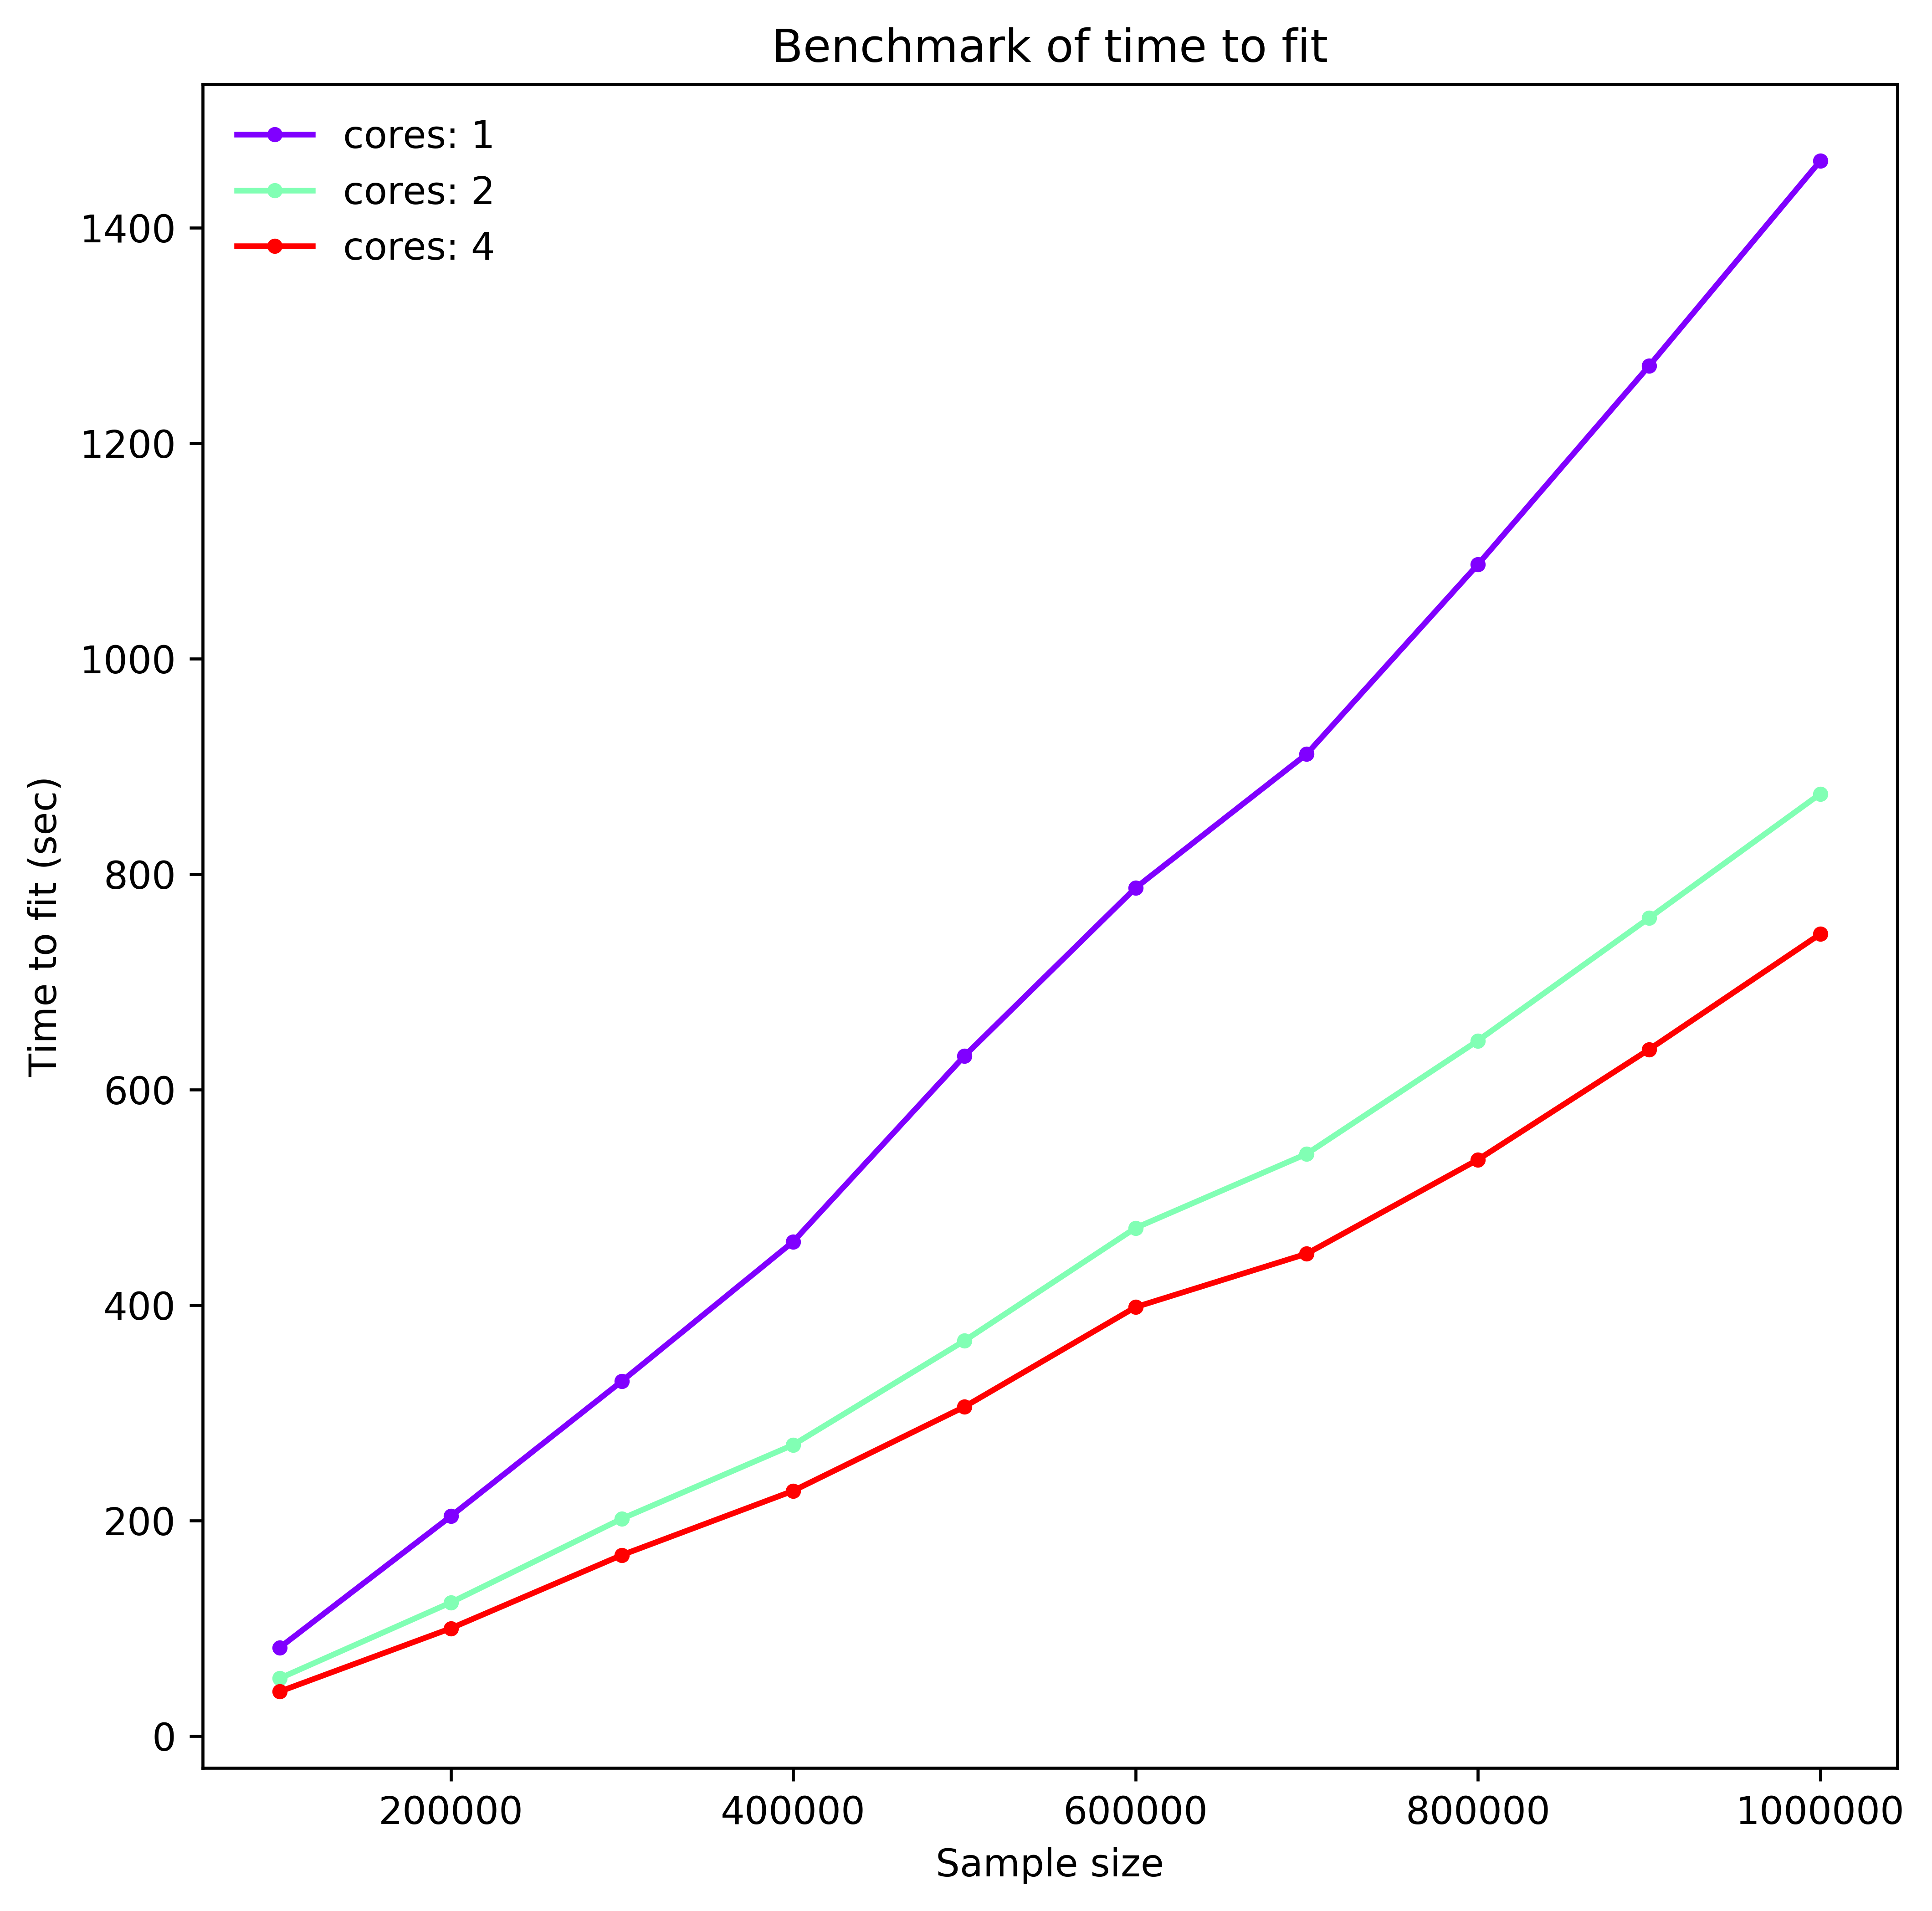 Benchmark of time to fit
cores: 1
cores: 2
cores: 4
1400
1200
1000
800
600
400
200
0
Time to fit (sec)
200000 400000 600000 800000 1000000
Sample size